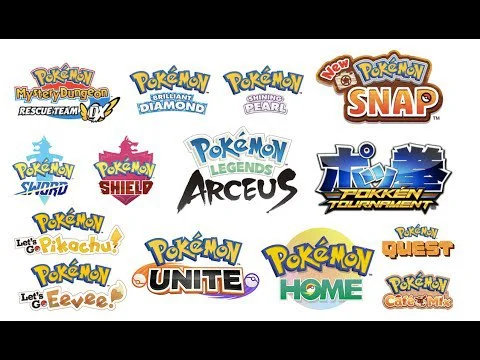 Pokémon
Mystery Dungeon
RESCUE TEAM DX
Pokémon
BRILLIANT
DIAMOND
Pokémon
SHINING
PEARL
New
Pokémon
SNAP
TM
Pokémon
SWORD
Pokémon
SHIELD
Pokémon
LEGENDS
ARCEUS
ポッ拳
POKKÉN
TOURNAMENT
Pokémon
Let's Go
Pikachu!
Pokémon
Let's Go
Eevee!
Pokémon
UNITE
Pokémon
HOME
Pokémon
QUEST
Pokémon
Café Mix